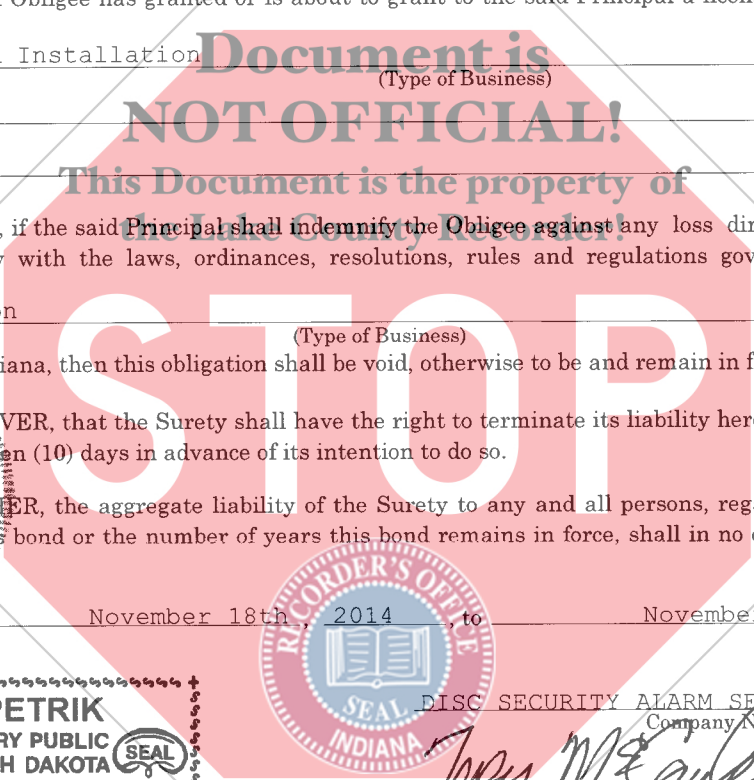 Obligee has granted or is about to grant to the said Principal a
Installation
Document is
(Type of Business)
NOT OFFICIAL!
This Document is the property of
the Lake County Recorder!
, if the said Principal shall indemnify the Obligee against any loss
with the laws, ordinances, resolutions, rules and regulations
on
(Type of Business)
iana, then this obligation shall be void, otherwise to be and remain in
STOP
VER, that the Surety shall have the right to terminate its liability
en (10) days in advance of its intention to do so.
ER, the aggregate liability of the Surety to any and all persons,
bond or the number of years this bond remains in force, shall in no
November 18th, 2014, to November
RECORDER'S OFFICE
SEAL
INDIANA
PETRIK
RY PUBLIC
SEAL
H DAKOTA
DISC SECURITY ALARM SE
Company N